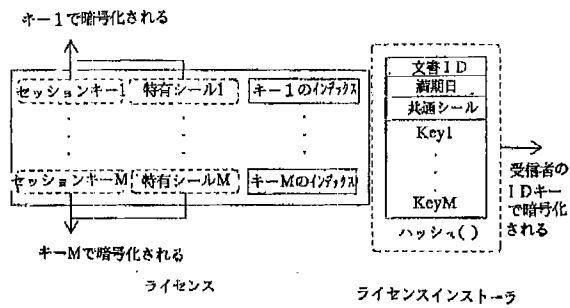 キー1で暗号化される
セッションキー1 特有シール1 キー1のインデックス
セッションキーM 特有シールM キーMのインデックス
キーMで暗号化される
ライセンス
文書ID
満期日
共通シール
Key1
KeyM
ハッシュ()
受信者の
IDキー
で暗号化
される
ライセンスインストーラ